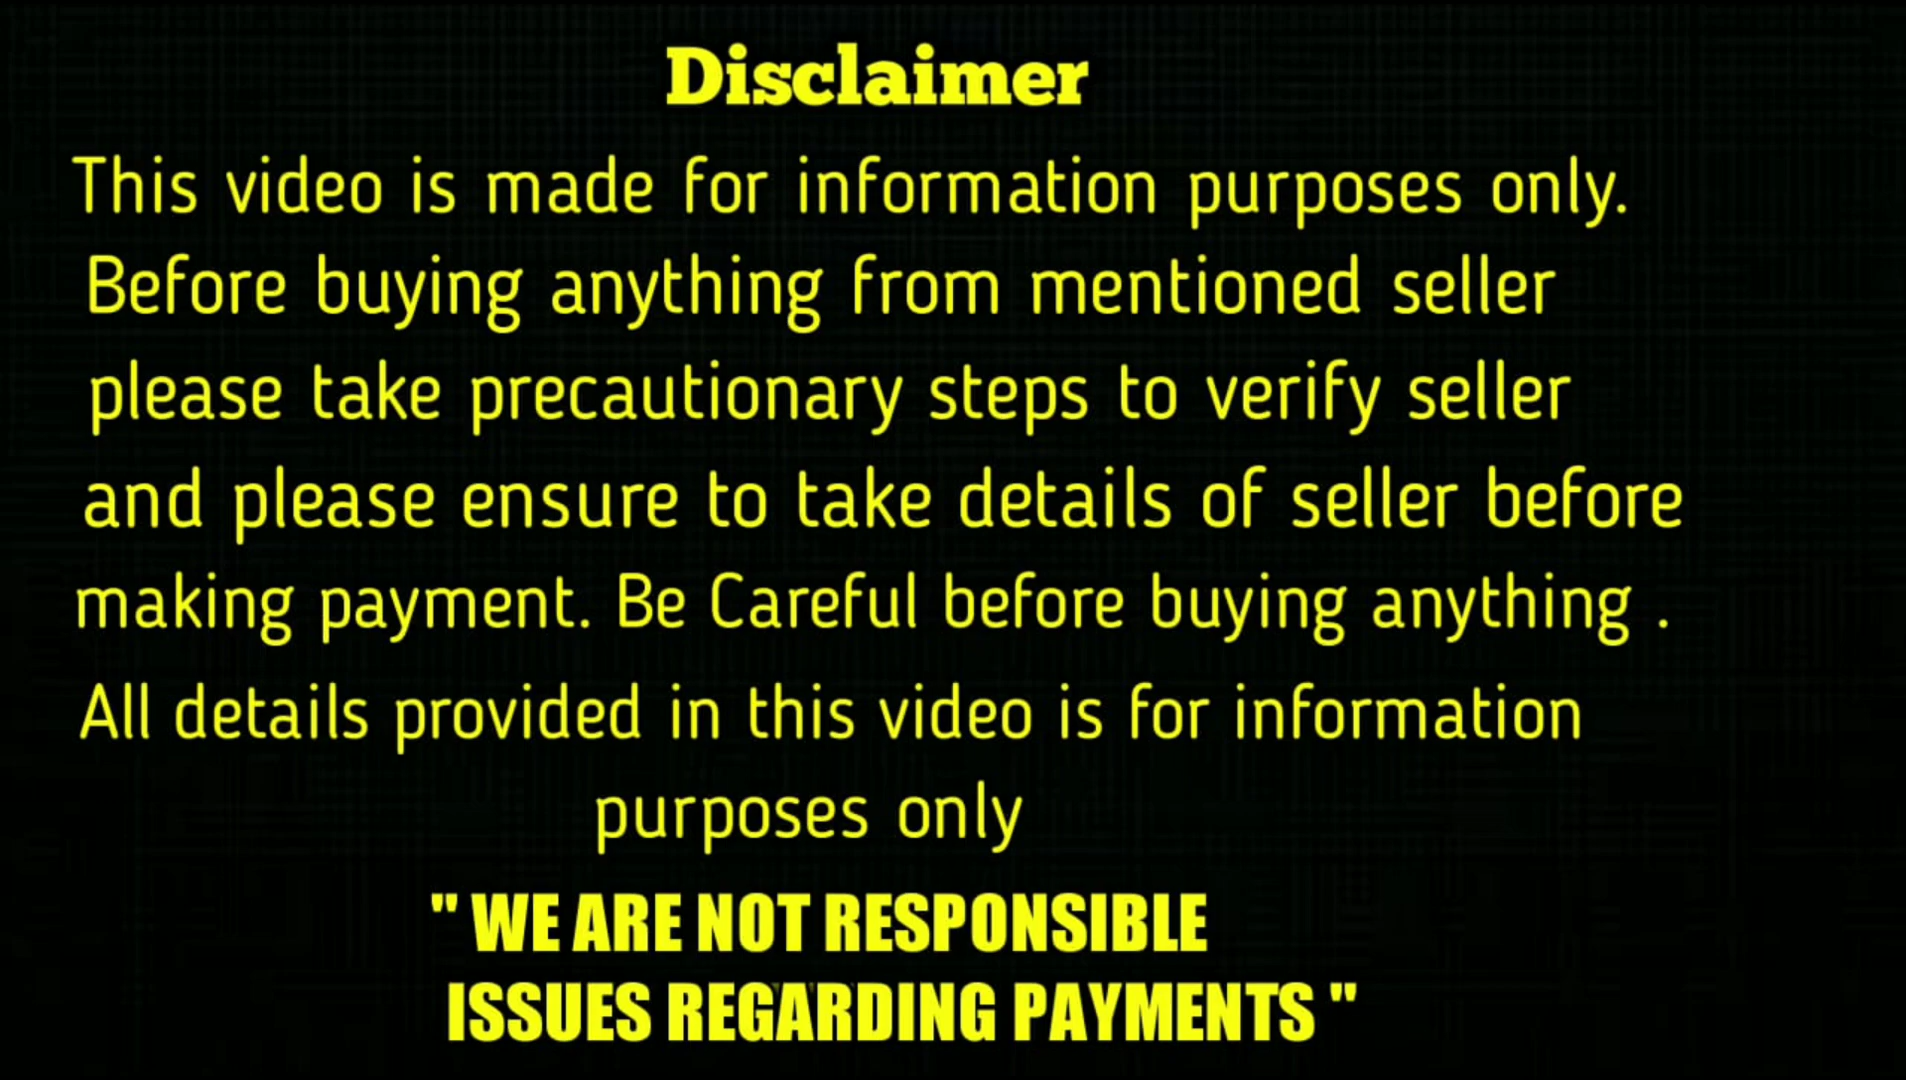 Disclaimer
This video is made for information purposes only.
Before buying anything from mentioned seller
please take precautionary steps to verify seller
and please ensure to take details of seller before
making payment. Be Careful before buying anything .
All details provided in this video is for information
purposes only
" WE ARE NOT RESPONSIBLE
ISSUES REGARDING PAYMENTS "